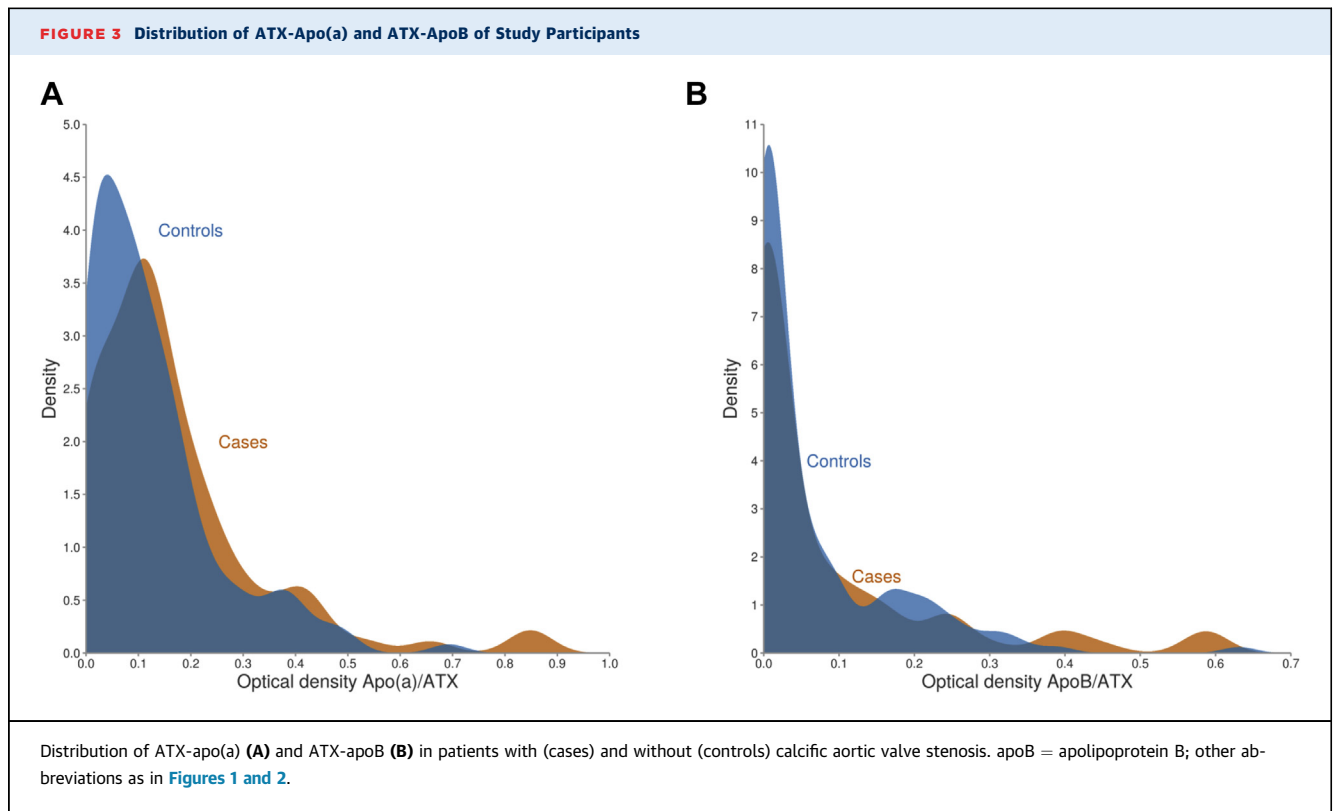 FIGURE 3 Distribution of ATX-Apo(a) and ATX-ApoB of Study Participants
A
5.0
4.5
4.0
3.5
3.0
2.5
2.0
1.5
1.0
0.5
0.0
Density
Controls
Cases
0.0 0.1 0.2 0.3 0.4 0.5 0.6 0.7 0.8 0.9 1.0
Optical density Apo(a)/ATX
B
11
10
9
8
7
6
5
4
3
2
1
0
Density
Controls
Cases
0.0 0.1 0.2 0.3 0.4 0.5 0.6 0.7
Optical density ApoB/ATX
Distribution of ATX-apo(a) (A) and ATX-apoB (B) in patients with (cases) and without (controls) calcific aortic valve stenosis. apoB = apolipoprotein B; other ab-
breviations as in Figures 1 and 2.